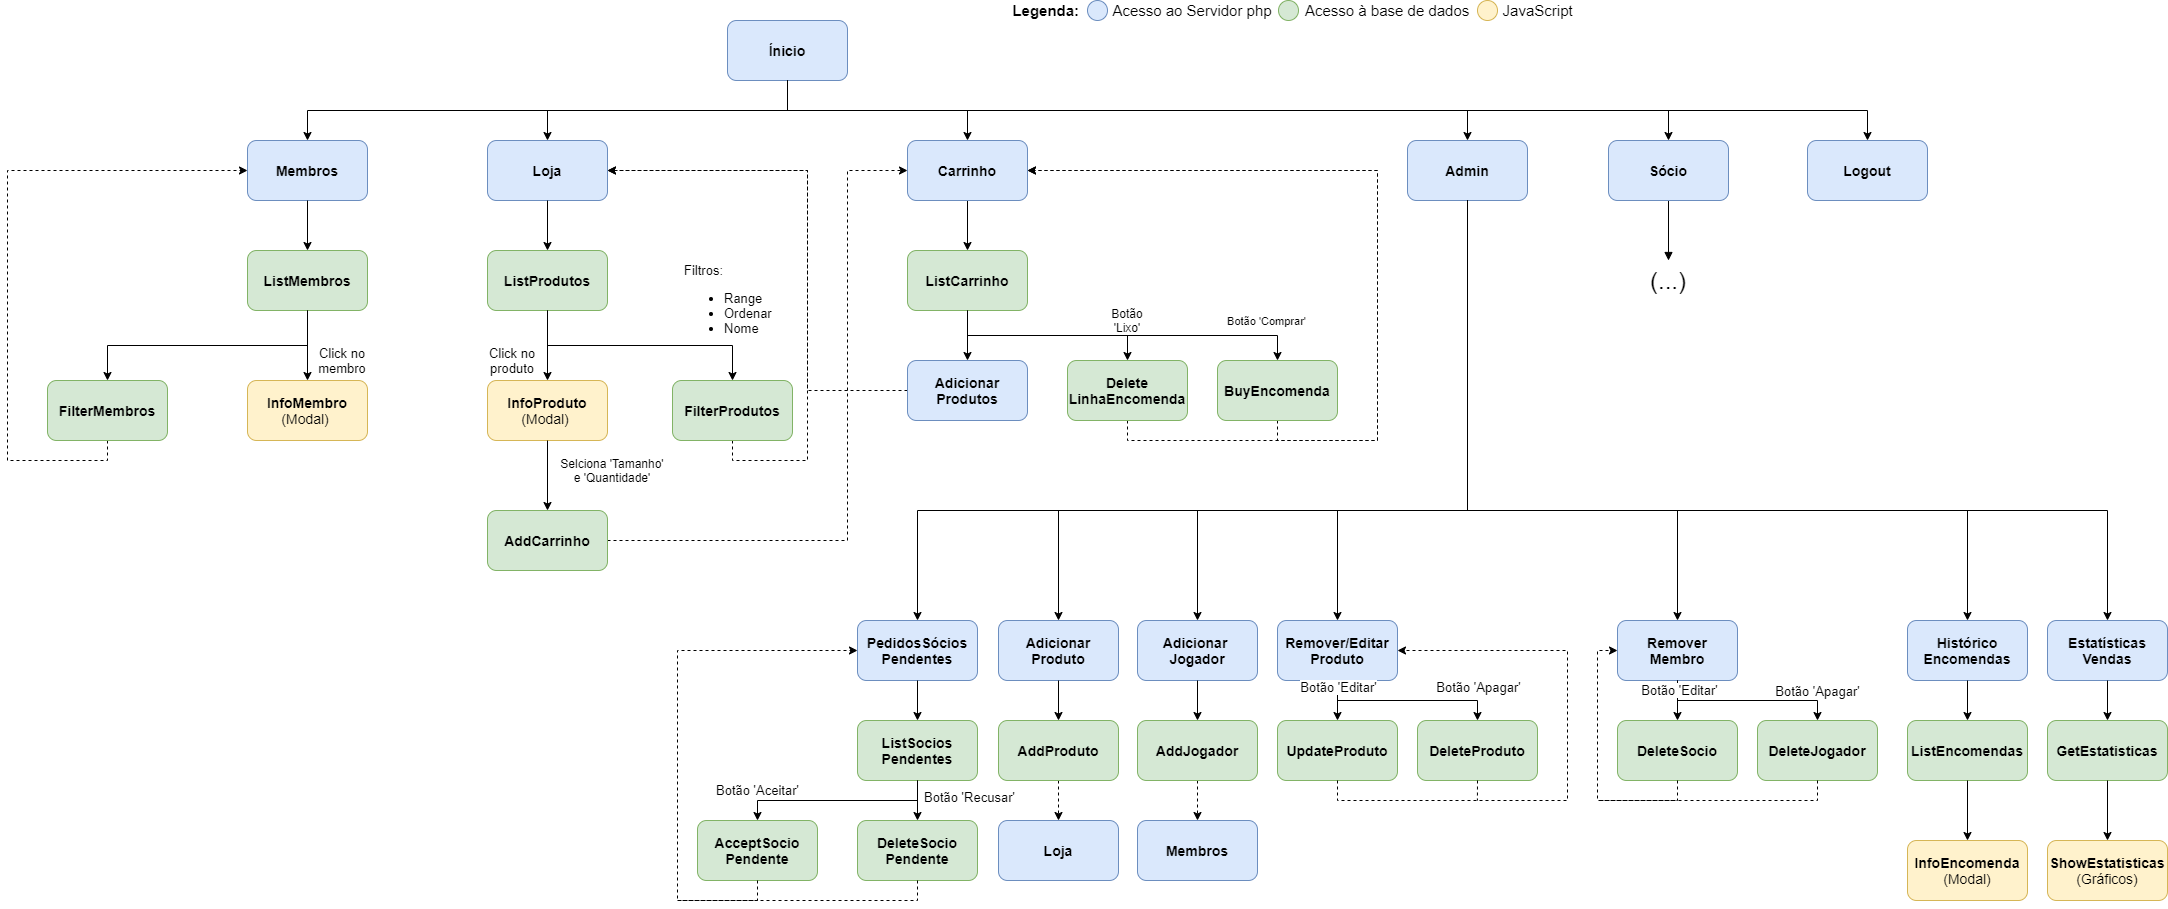 Legenda: Acesso ao Servidor php Acesso à base de dados JavaScript
Ínicio
Membros
Loja
Carrinho
Admin
Sócio
Logout
ListMembros
ListProdutos
Filtros:
• Range
• Ordenar
• Nome
ListCarrinho
(...)
Click no
membro
Click no
produto
Botão
'Lixo'
Botão 'Comprar'
FilterMembros
InfoMembro
(Modal)
InfoProduto
(Modal)
FilterProdutos
Adicionar
Produtos
Delete
LinhaEncomenda
BuyEncomenda
Selciona 'Tamanho'
e 'Quantidade'
AddCarrinho
PedidosSócios
Pendentes
Adicionar
Produto
Adicionar
Jogador
Remover/Editar
Produto
Remover
Membro
Histórico
Encomendas
Estatísticas
Vendas
Botão 'Editar'
Botão 'Apagar'
Botão 'Editar'
Botão 'Apagar'
ListSocios
Pendentes
AddProduto
AddJogador
UpdateProduto
DeleteProduto
DeleteSocio
DeleteJogador
ListEncomendas
GetEstatisticas
Botão 'Aceitar'
Botão 'Recusar'
AcceptSocio
Pendente
DeleteSocio
Pendente
Loja
Membros
InfoEncomenda
(Modal)
ShowEstatisticas
(Gráficos)